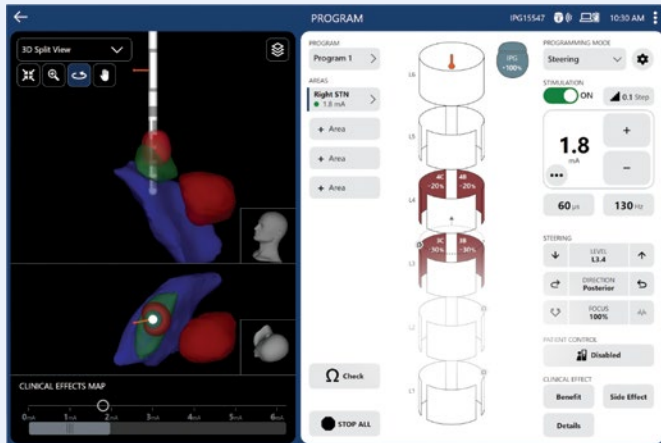 PROGRAM
IPG15547
10:30 AM
3D Split View
CLINICAL EFFECTS MAP
0mA 1mA 2mA 3mA 4mA 5mA 6mA
PROGRAM
Program 1
AREAS
Right STN
1.8 mA
+ Area
+ Area
+ Area
Ω Check
STOP ALL
L6
L5
L4
L3
L2
L1
4C
-20%
4B
-20%
3C
-30%
3B
-30%
IPG
+100%
PROGRAMMING MODE
Steering
STIMULATION
ON
0.1 Step
1.8
mA
+
−
60 µs
130 Hz
STEERING
LEVEL
L3.4
DIRECTION
Posterior
FOCUS
100%
PATIENT CONTROL
Disabled
CLINICAL EFFECT
Benefit
Side Effect
Details